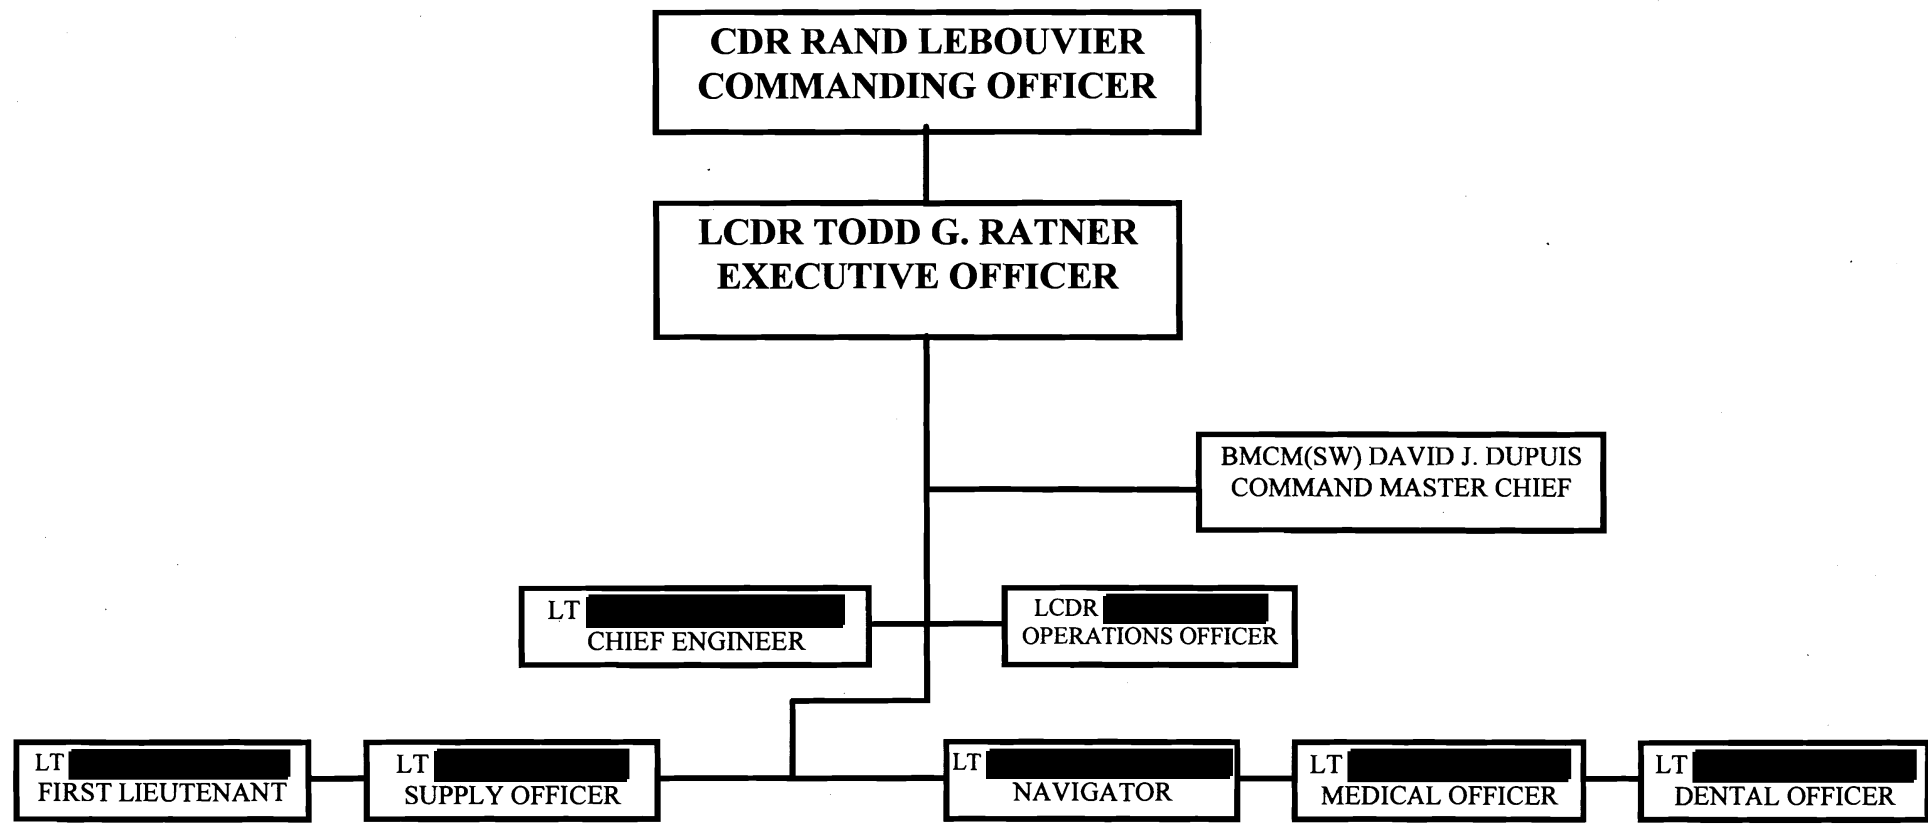 CDR RAND LEBOUVIER
COMMANDING OFFICER
LCDR TODD G. RATNER
EXECUTIVE OFFICER
BMCM(SW) DAVID J. DUPUIS
COMMAND MASTER CHIEF
LT
CHIEF ENGINEER
LCDR
OPERATIONS OFFICER
LT
FIRST LIEUTENANT
LT
SUPPLY OFFICER
LT
NAVIGATOR
LT
MEDICAL OFFICER
LT
DENTAL OFFICER